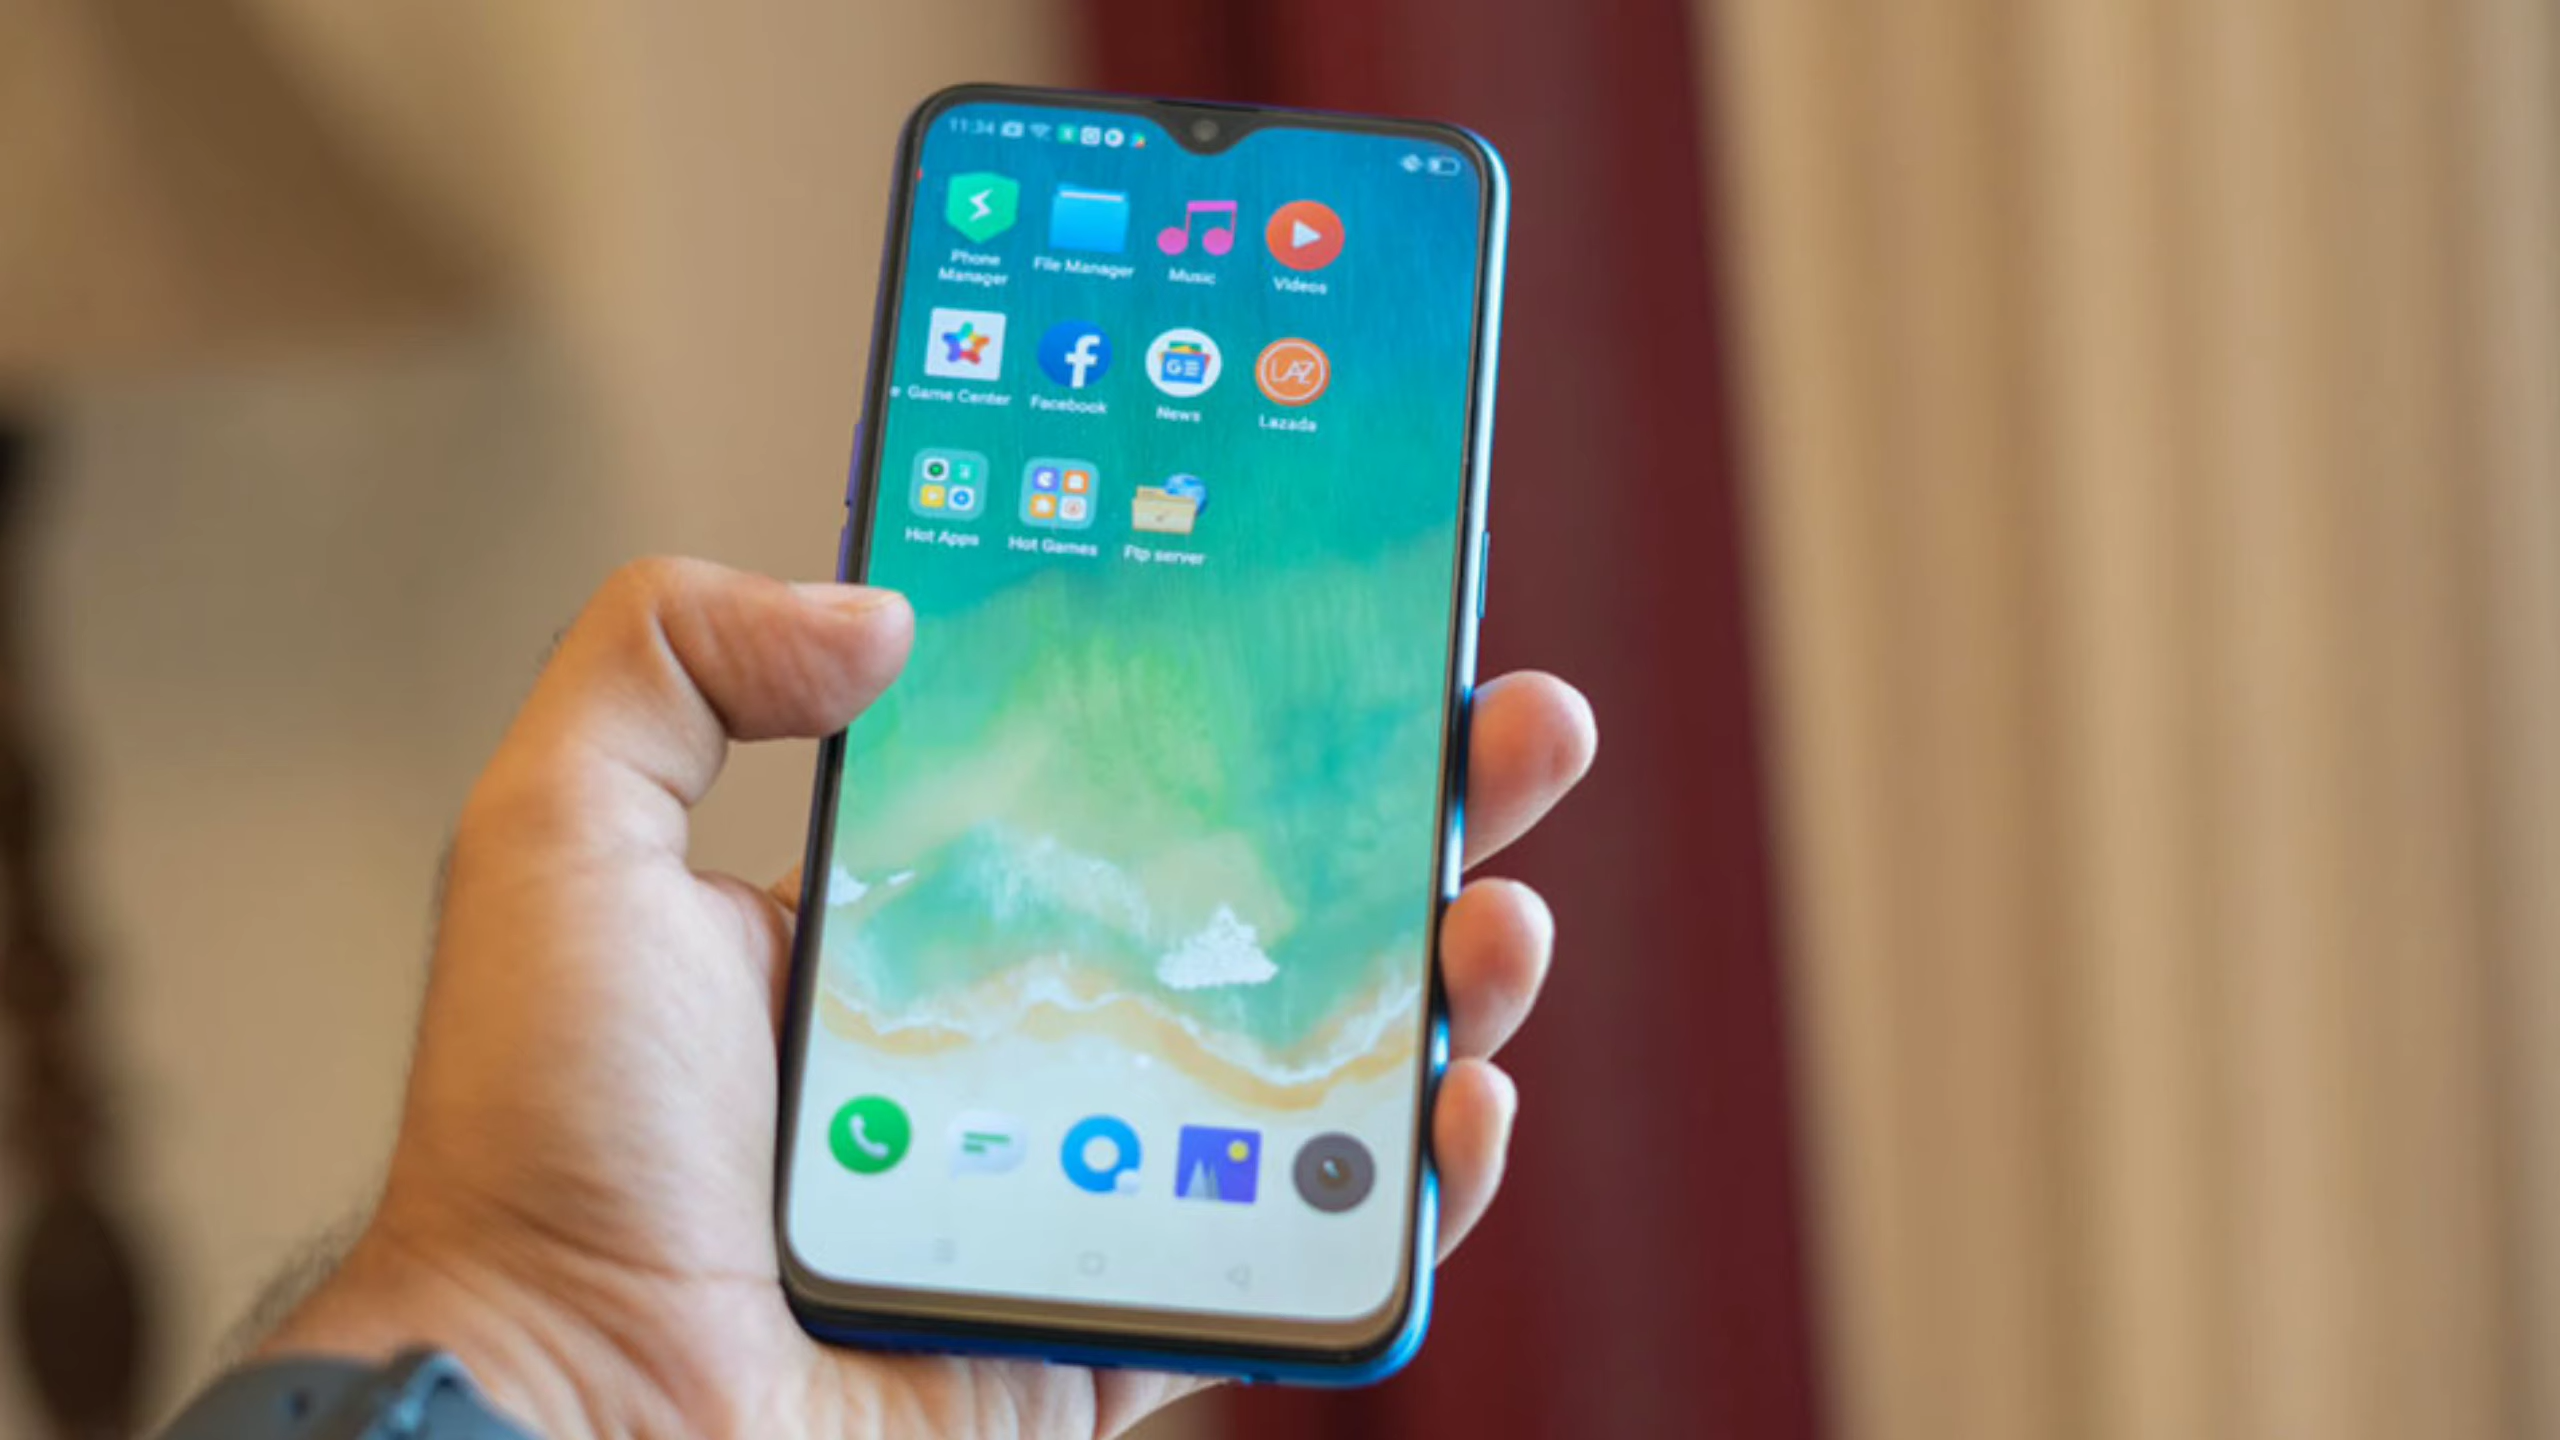 11:34
Phone
Manager
File Manager
Music
Videos
Game Center
Facebook
GE
News
LAZ
Lazada
Hot Apps
Hot Games
Ftp server